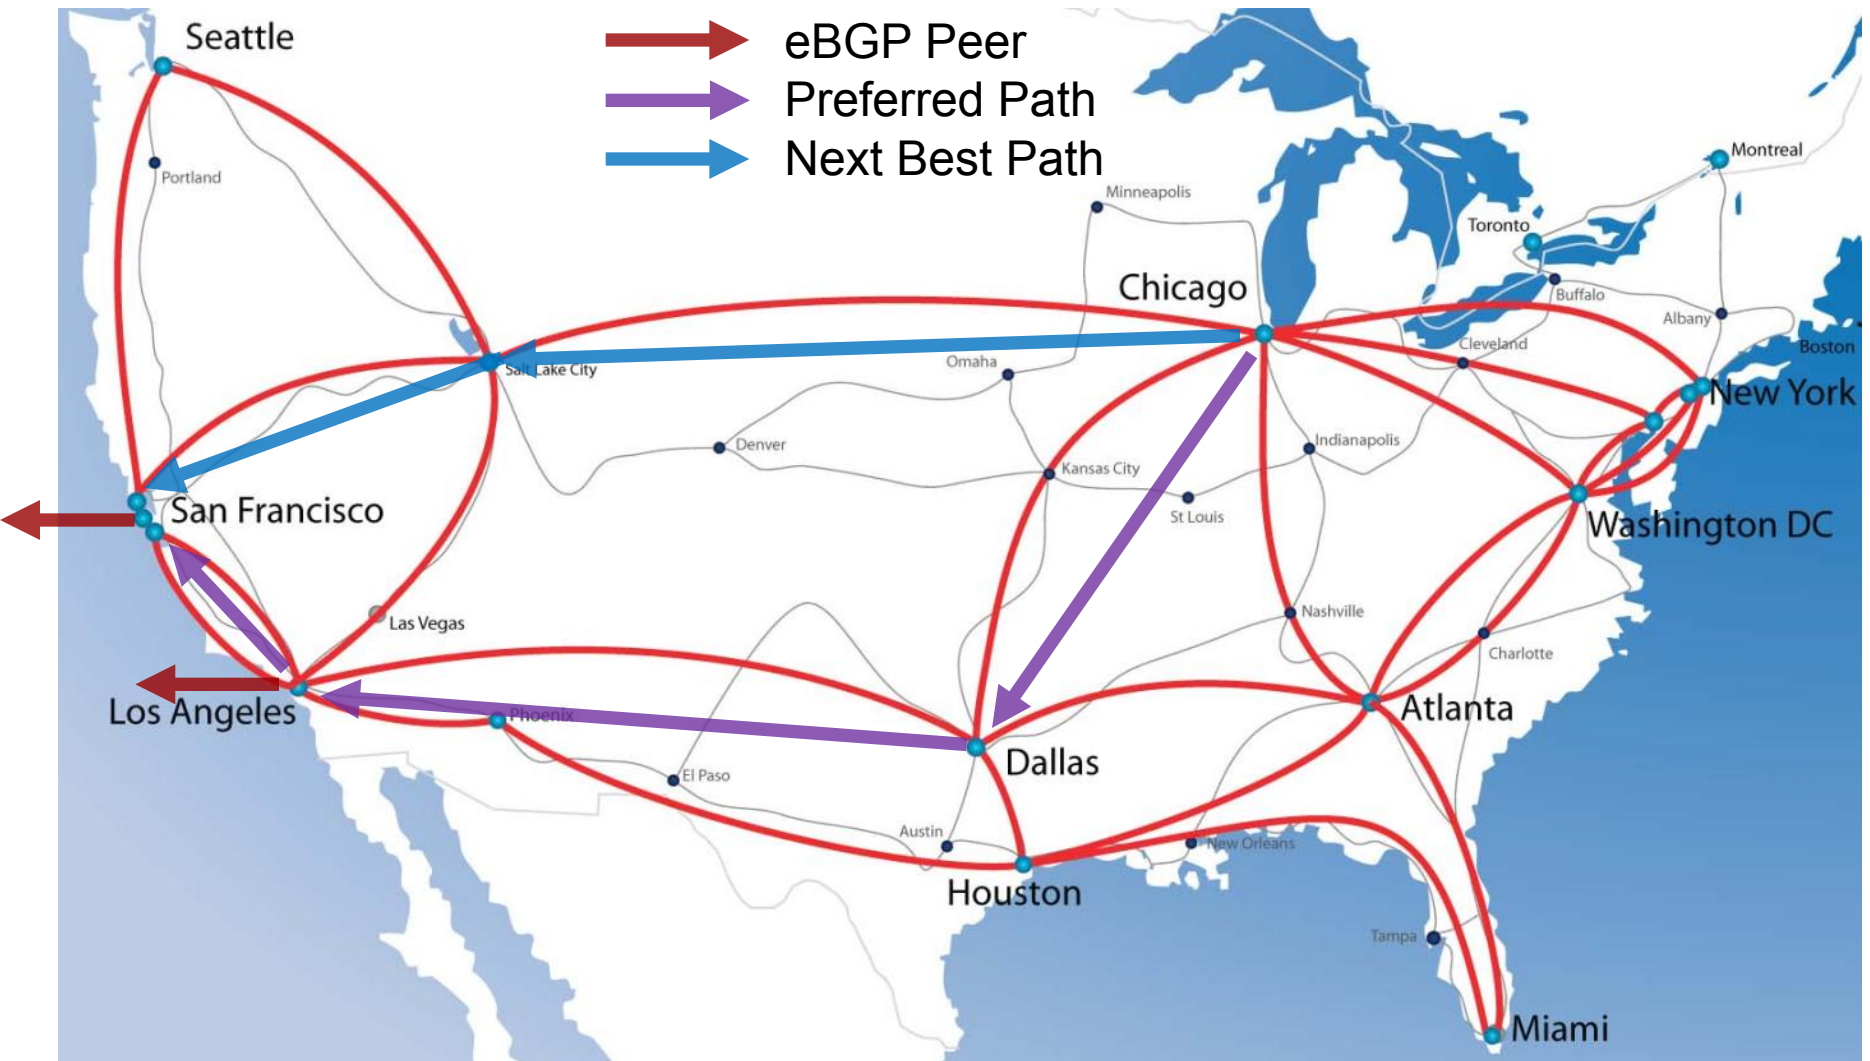 Seattle
eBGP Peer
Preferred Path
Next Best Path
Portland
Montreal
Minneapolis
Toronto
Chicago
Buffalo
Albany
Cleveland
Boston
Omaha
Salt Lake City
New York
Denver
Indianapolis
Kansas City
San Francisco
St Louis
Washington DC
Las Vegas
Nashville
Charlotte
Los Angeles
Phoenix
Atlanta
Dallas
El Paso
Austin
New Orleans
Houston
Tampa
Miami